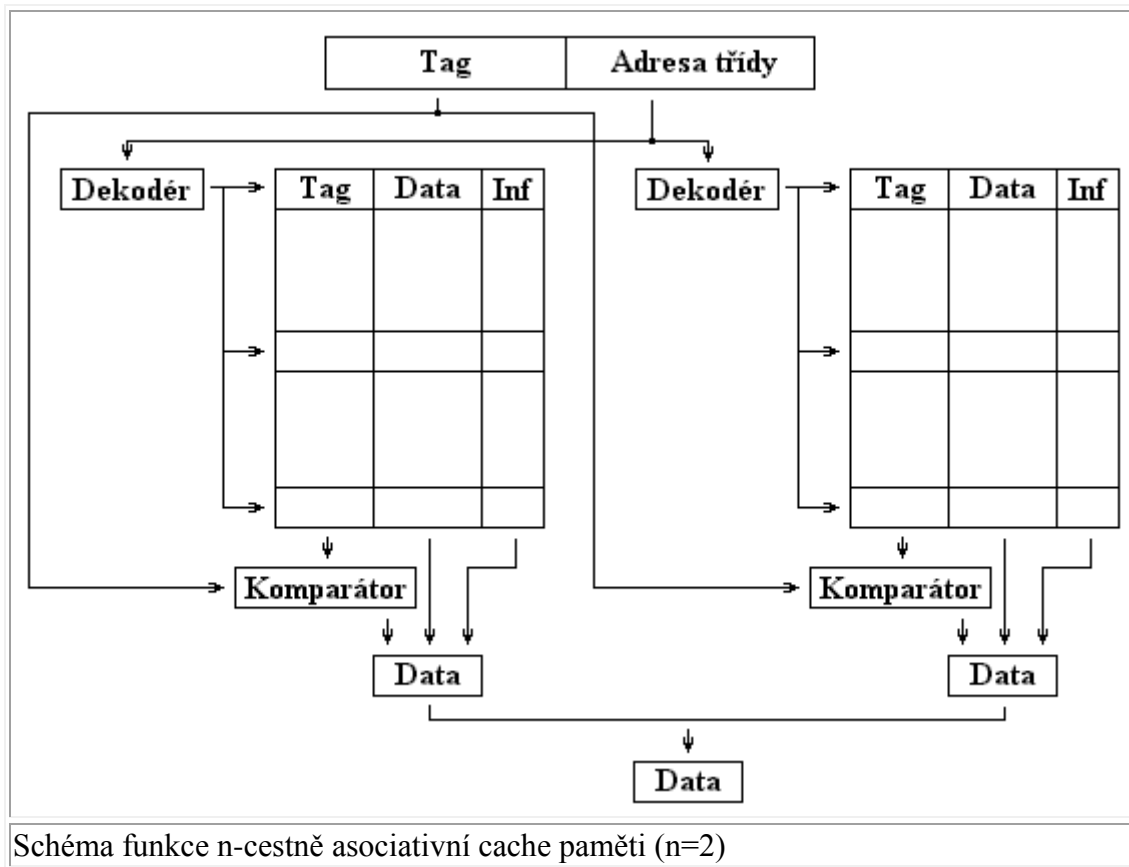 Tag Adresa třídy
Dekodér Tag Data Inf Dekodér Tag Data Inf
Komparátor Komparátor
Data Data
Data
Schéma funkce n-cestně asociativní cache paměti (n=2)